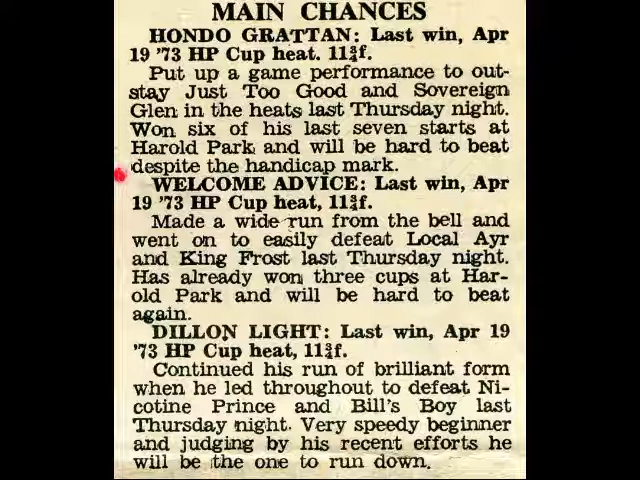 MAIN CHANCES
HONDO GRATTAN: Last win, Apr
19 '73 HP Cup heat. 11¾f.
Put up a game performance to out-
stay Just Too Good and Sovereign
Glen in the heats last Thursday night.
Won six of his last seven starts at
Harold Park and will be hard to beat
despite the handicap mark.
WELCOME ADVICE: Last win, Apr
19 '73 HP Cup heat, 11¾f.
Made a wide run from the bell and
went on to easily defeat Local Ayr
and King Frost last Thursday night.
Has already won three cups at Har-
old Park and will be hard to beat
again.
DILLON LIGHT: Last win, Apr 19
'73 HP Cup heat, 11¾f.
Continued his run of brilliant form
when he led throughout to defeat Ni-
cotine Prince and Bill's Boy last
Thursday night. Very speedy beginner
and judging by his recent efforts he
will be the one to run down.